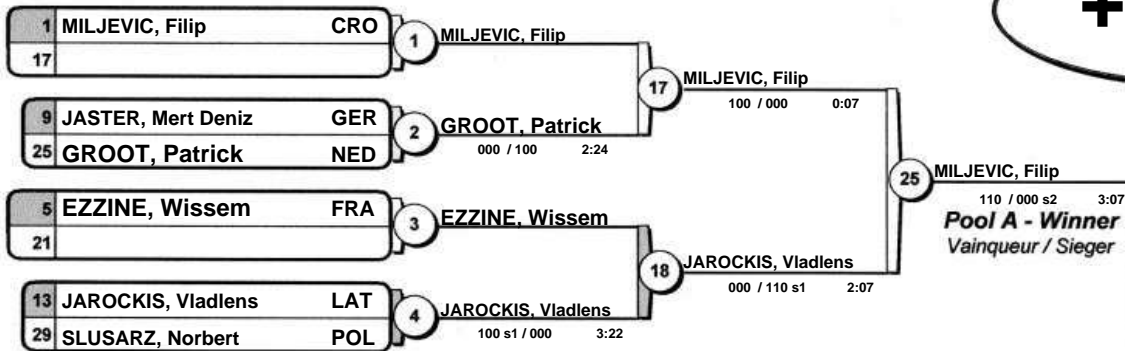 +
1 MILJEVIC, Filip CRO
17
1
MILJEVIC, Filip
9 JASTER, Mert Deniz GER
25 GROOT, Patrick NED
2
GROOT, Patrick
000 / 100 2:24
17
MILJEVIC, Filip
100 / 000 0:07
5 EZZINE, Wissem FRA
21
3
EZZINE, Wissem
13 JAROCKIS, Vladlens LAT
29 SLUSARZ, Norbert POL
4
JAROCKIS, Vladlens
100 s1 / 000 3:22
18
JAROCKIS, Vladlens
000 / 110 s1 2:07
25
MILJEVIC, Filip
110 / 000 s2 3:07
Pool A - Winner
Vainqueur / Sieger